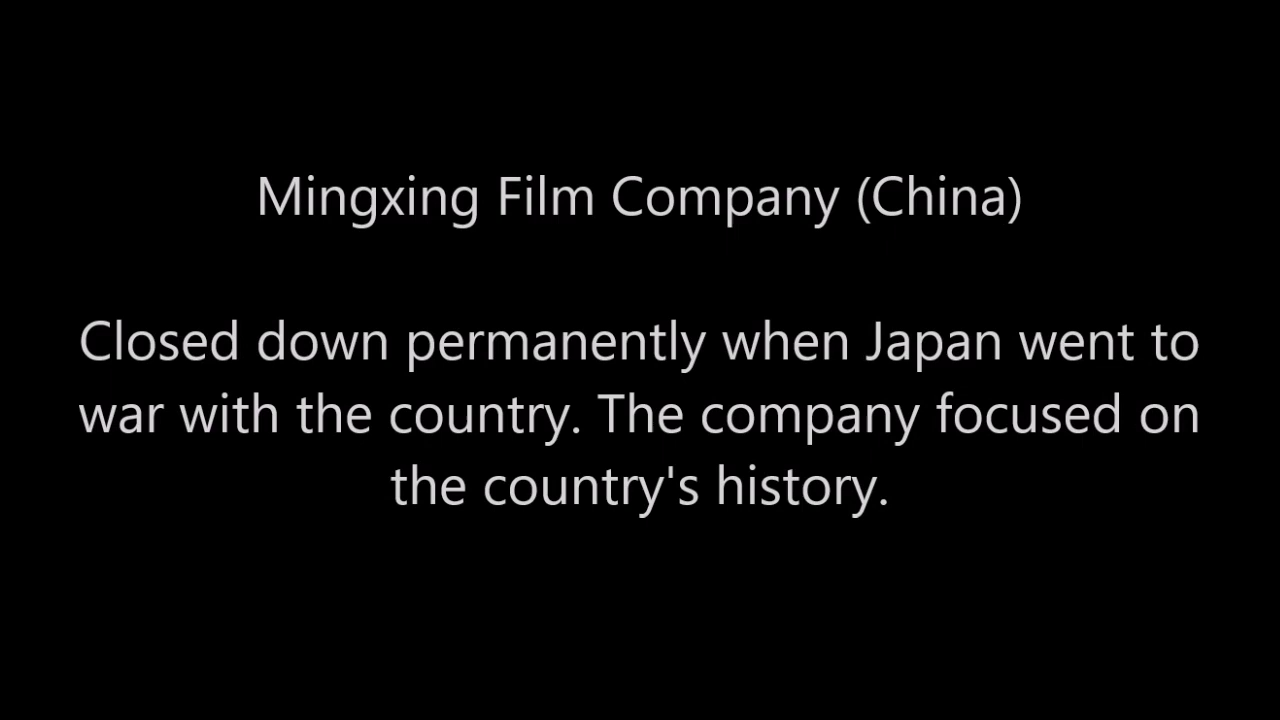 Mingxing Film Company (China)
Closed down permanently when Japan went to
war with the country. The company focused on
the country's history.